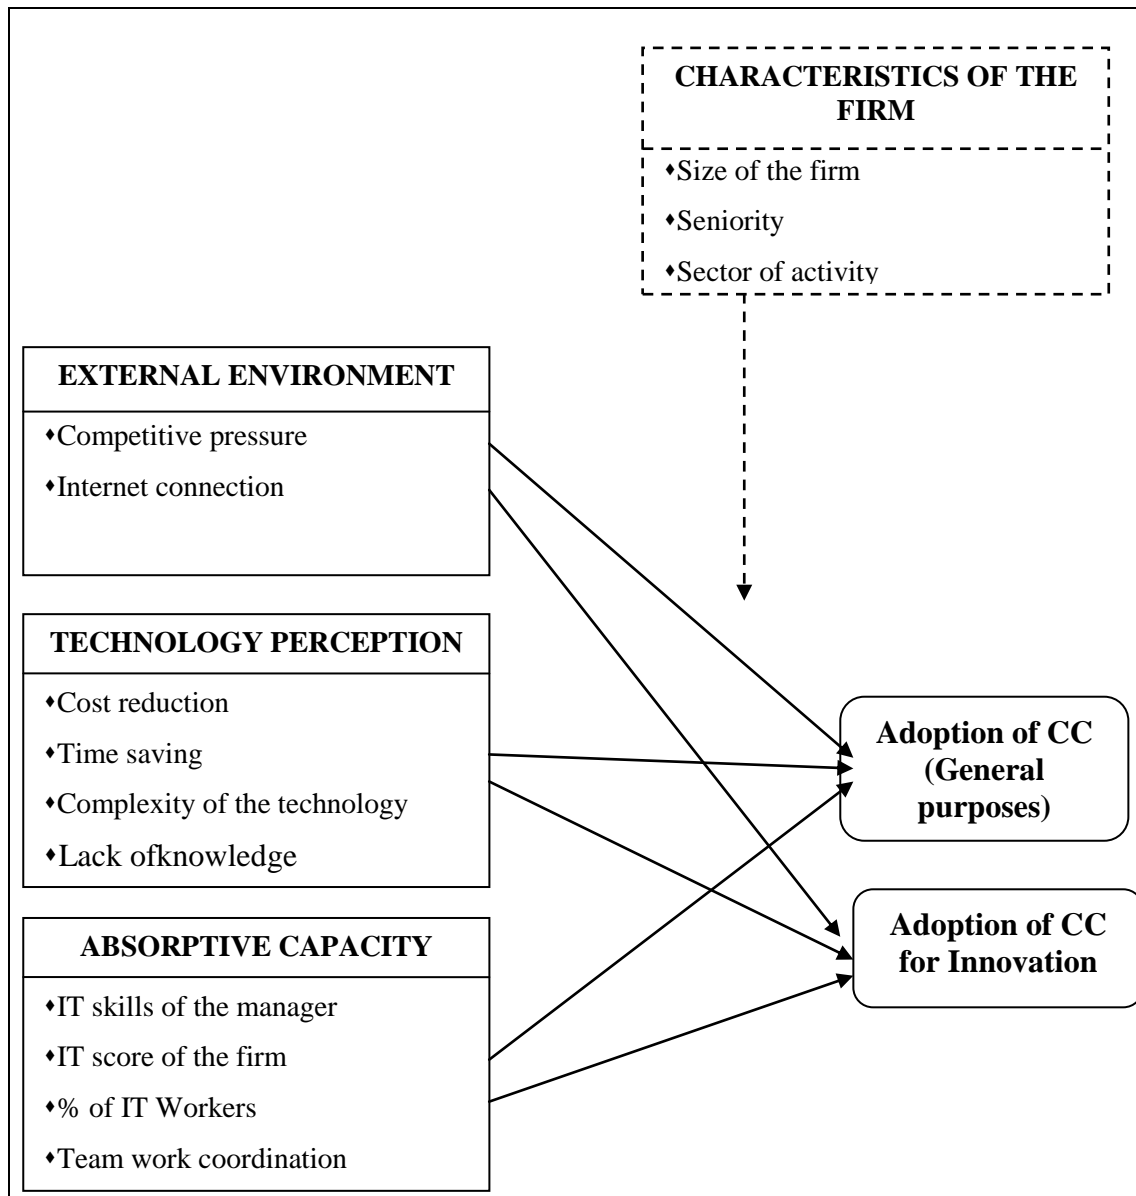 CHARACTERISTICS OF THE
FIRM
♦Size of the firm
♦Seniority
♦Sector of activity
EXTERNAL ENVIRONMENT
♦Competitive pressure
♦Internet connection
TECHNOLOGY PERCEPTION
♦Cost reduction
♦Time saving
♦Complexity of the technology
♦Lack ofknowledge
ABSORPTIVE CAPACITY
♦IT skills of the manager
♦IT score of the firm
♦% of IT Workers
♦Team work coordination
Adoption of CC
(General
purposes)
Adoption of CC
for Innovation